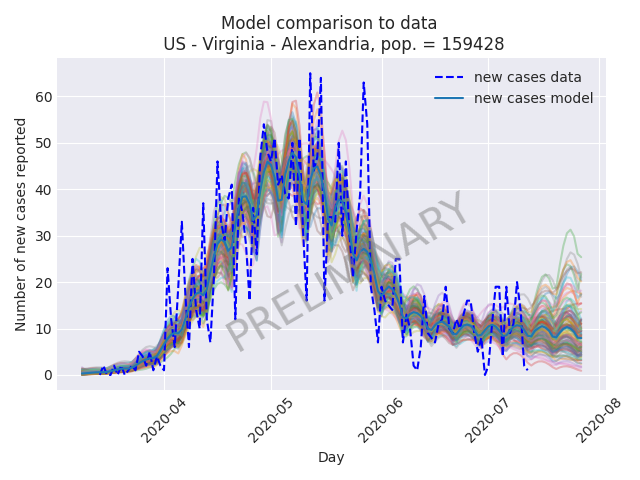 Model comparison to data
US - Virginia - Alexandria, pop. = 159428
new cases data
new cases model
Number of new cases reported
60
50
40
30
20
10
0
PRELIMINARY
2020-04
2020-05
2020-06
2020-07
2020-08
Day